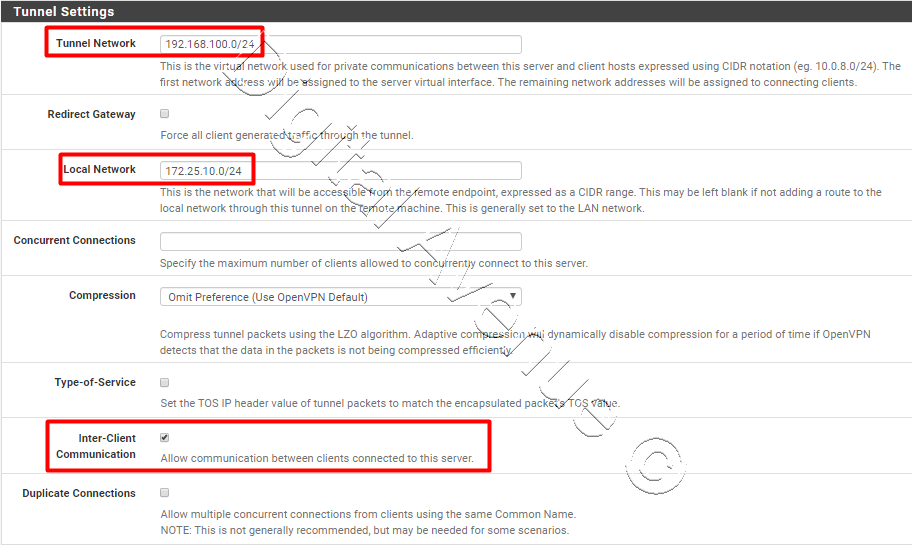 Tunnel Settings
Tunnel Network
192.168.100.0/24
This is the virtual network used for private communications between this server and client hosts expressed using CIDR notation (eg. 10.0.8.0/24). The
first network address will be assigned to the server virtual interface. The remaining network addresses will be assigned to connecting clients.
Redirect Gateway
Force all client generated traffic through the tunnel.
Local Network
172.25.10.0/24
This is the network that will be accessible from the remote endpoint, expressed as a CIDR range. This may be left blank if not adding a route to the
local network through this tunnel on the remote machine. This is generally set to the LAN network.
Concurrent Connections
Specify the maximum number of clients allowed to concurrently connect to this server.
Compression
Omit Preference (Use OpenVPN Default)
Compress tunnel packets using the LZO algorithm. Adaptive compression will dynamically disable compression for a period of time if OpenVPN
detects that the data in the packets is not being compressed efficiently.
Type-of-Service
Set the TOS IP header value of tunnel packets to match the encapsulated packet's TOS value.
Inter-Client
Communication
Allow communication between clients connected to this server.
Duplicate Connections
Allow multiple concurrent connections from clients using the same Common Name.
NOTE: This is not generally recommended, but may be needed for some scenarios.